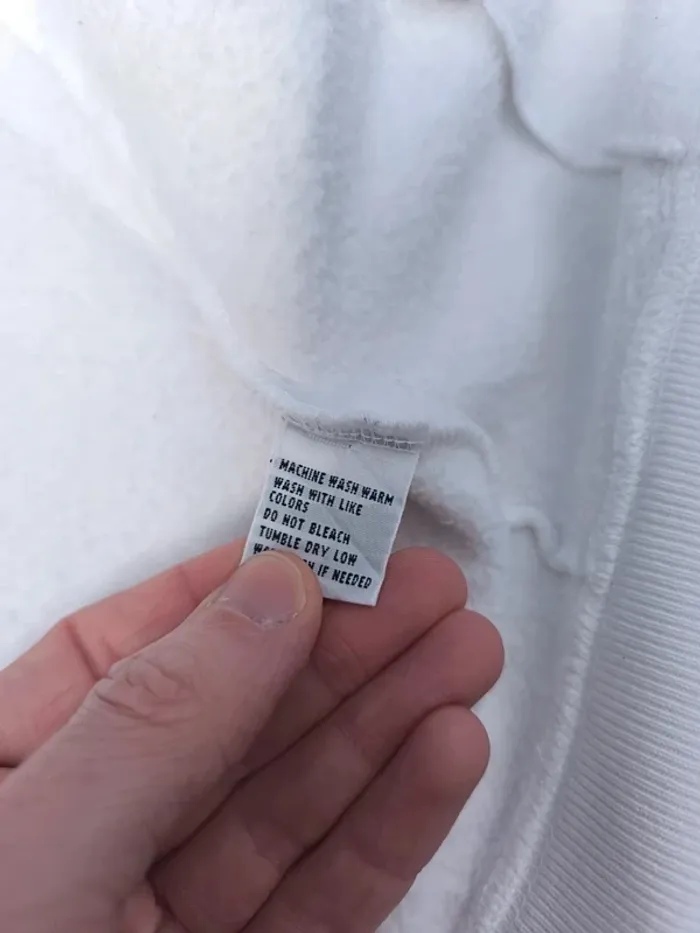 MACHINE WASH WARM
WASH WITH LIKE
COLORS
DO NOT BLEACH
TUMBLE DRY LOW
IF NEEDED